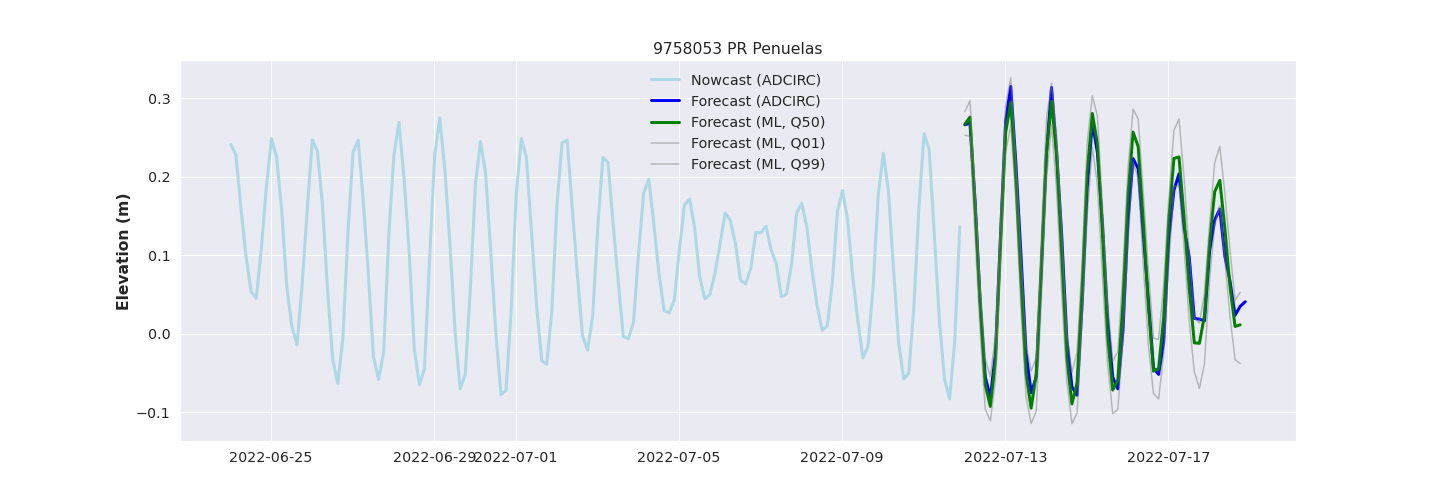 9758053 PR Penuelas
Nowcast (ADCIRC)
Forecast (ADCIRC)
Forecast (ML, Q50)
Forecast (ML, Q01)
Forecast (ML, Q99)
Elevation (m)
0.3
0.2
0.1
0.0
−0.1
2022-06-25
2022-06-29
2022-07-01
2022-07-05
2022-07-09
2022-07-13
2022-07-17